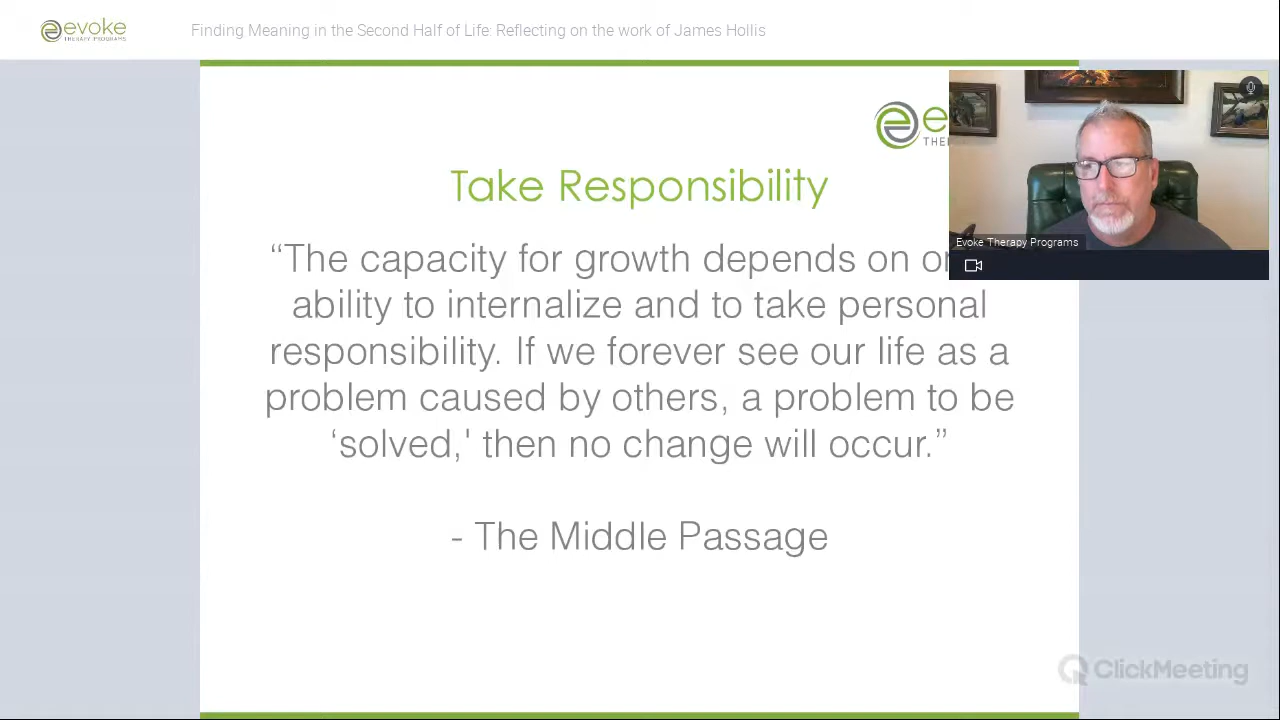 evoke
THERAPY PROGRAMS
Finding Meaning in the Second Half of Life: Reflecting on the work of James Hollis
e
THE
Take Responsibility
“The capacity for growth depends on
ability to internalize and to take personal
responsibility. If we forever see our life as a
problem caused by others, a problem to be
‘solved,' then no change will occur.”
- The Middle Passage
Evoke Therapy Programs
ClickMeeting